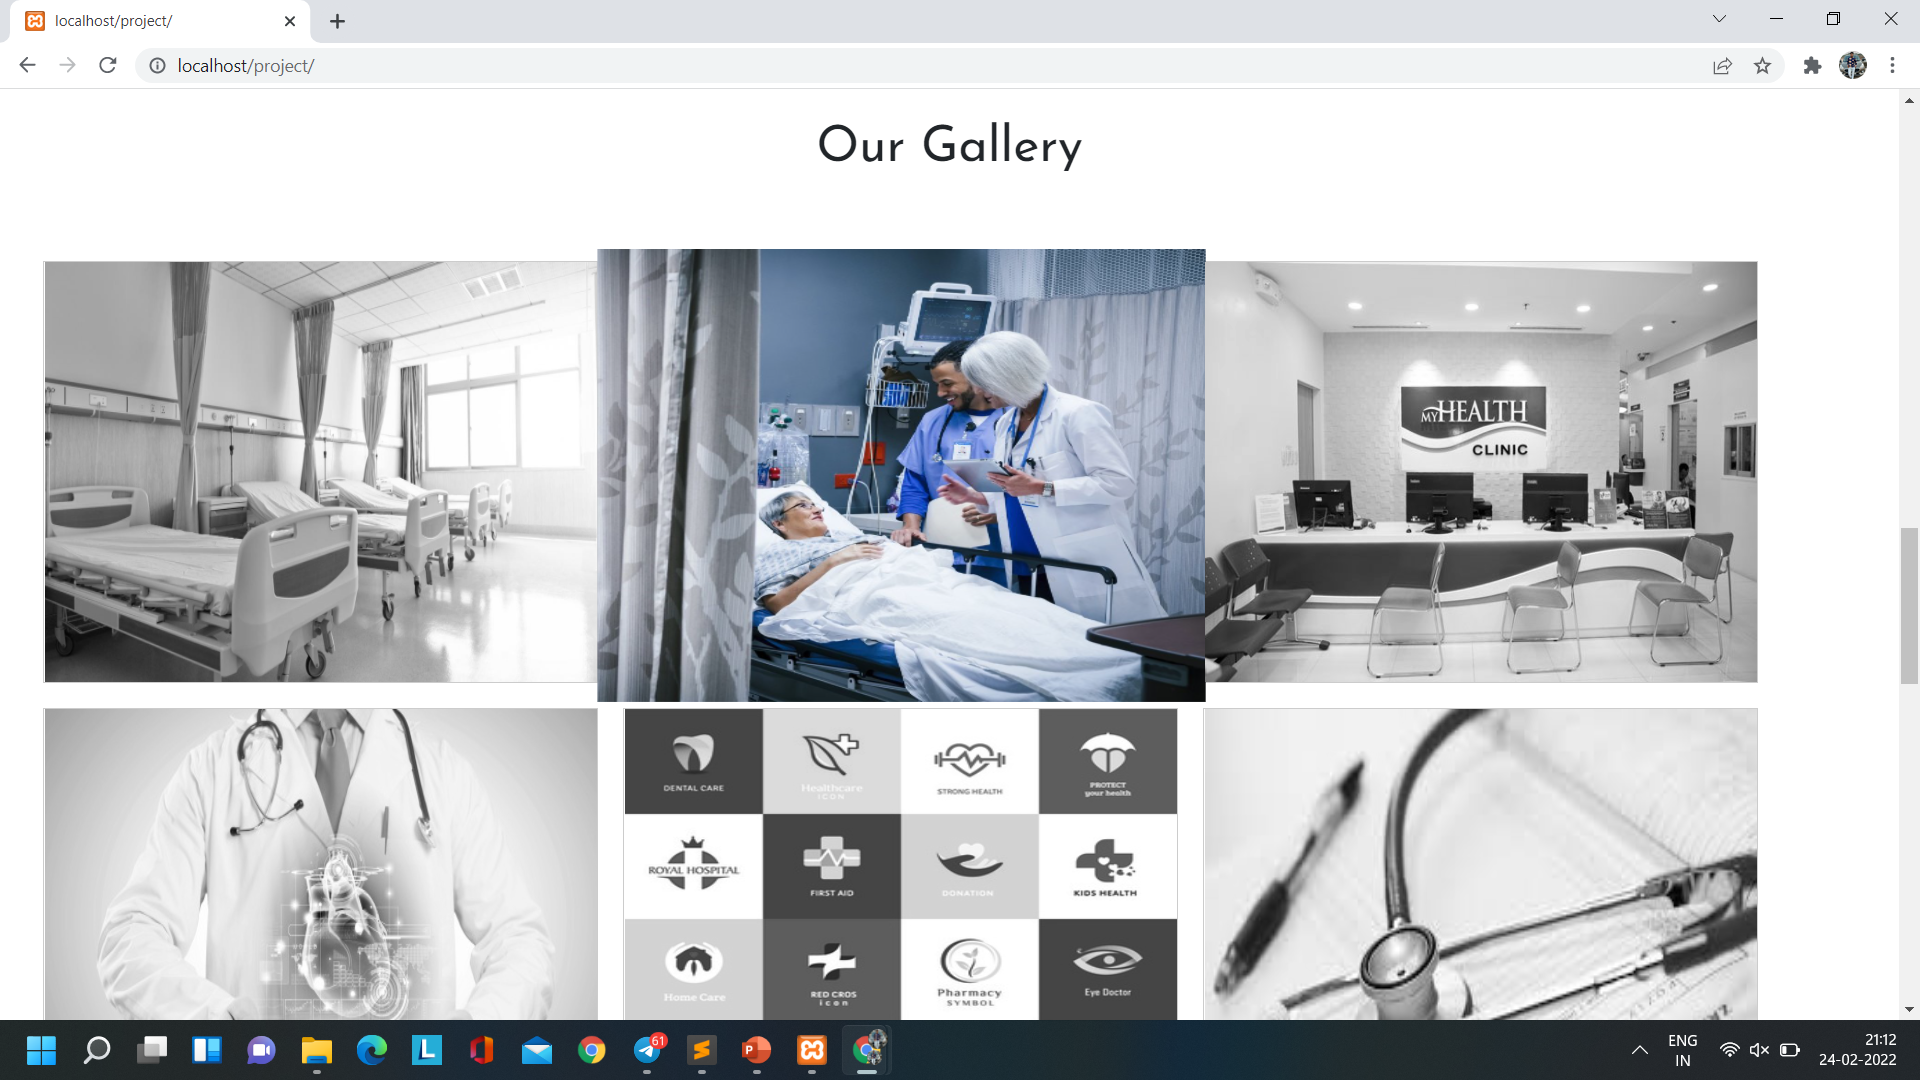 localhost/project/
localhost/project/
Our Gallery
MYHEALTH
CLINIC
DENTAL CARE
Healthcare
ICON
STRONG HEALTH
PROTECT
your health
ROYAL HOSPITAL
FIRST AID
DONATION
KIDS HEALTH
Home Care
RED CROS
icon
Pharmacy
SYMBOL
Eye Doctor
61
ENG
IN
21:12
24-02-2022